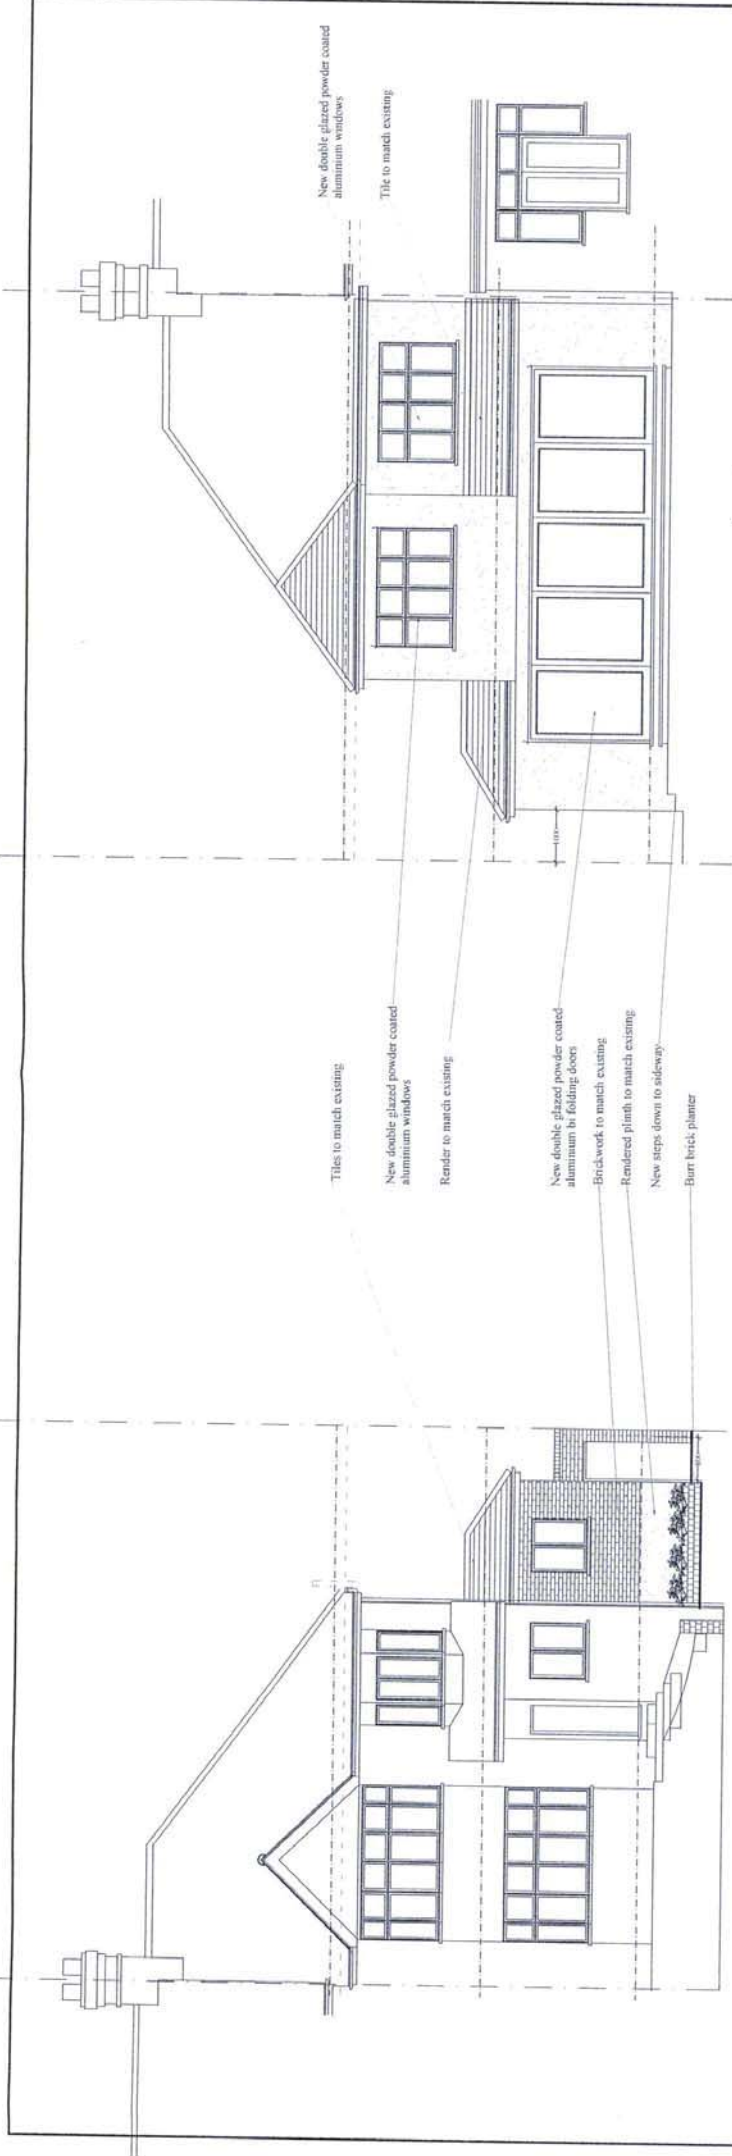 New double glazed powder coated
aluminium windows
Tile to match existing
Tiles to match existing
New double glazed powder coated
aluminium windows
Render to match existing
New double glazed powder coated
aluminium bi folding doors
Brickwork to match existing
Rendered plinth to match existing
New steps down to sideway
Burr brick planter